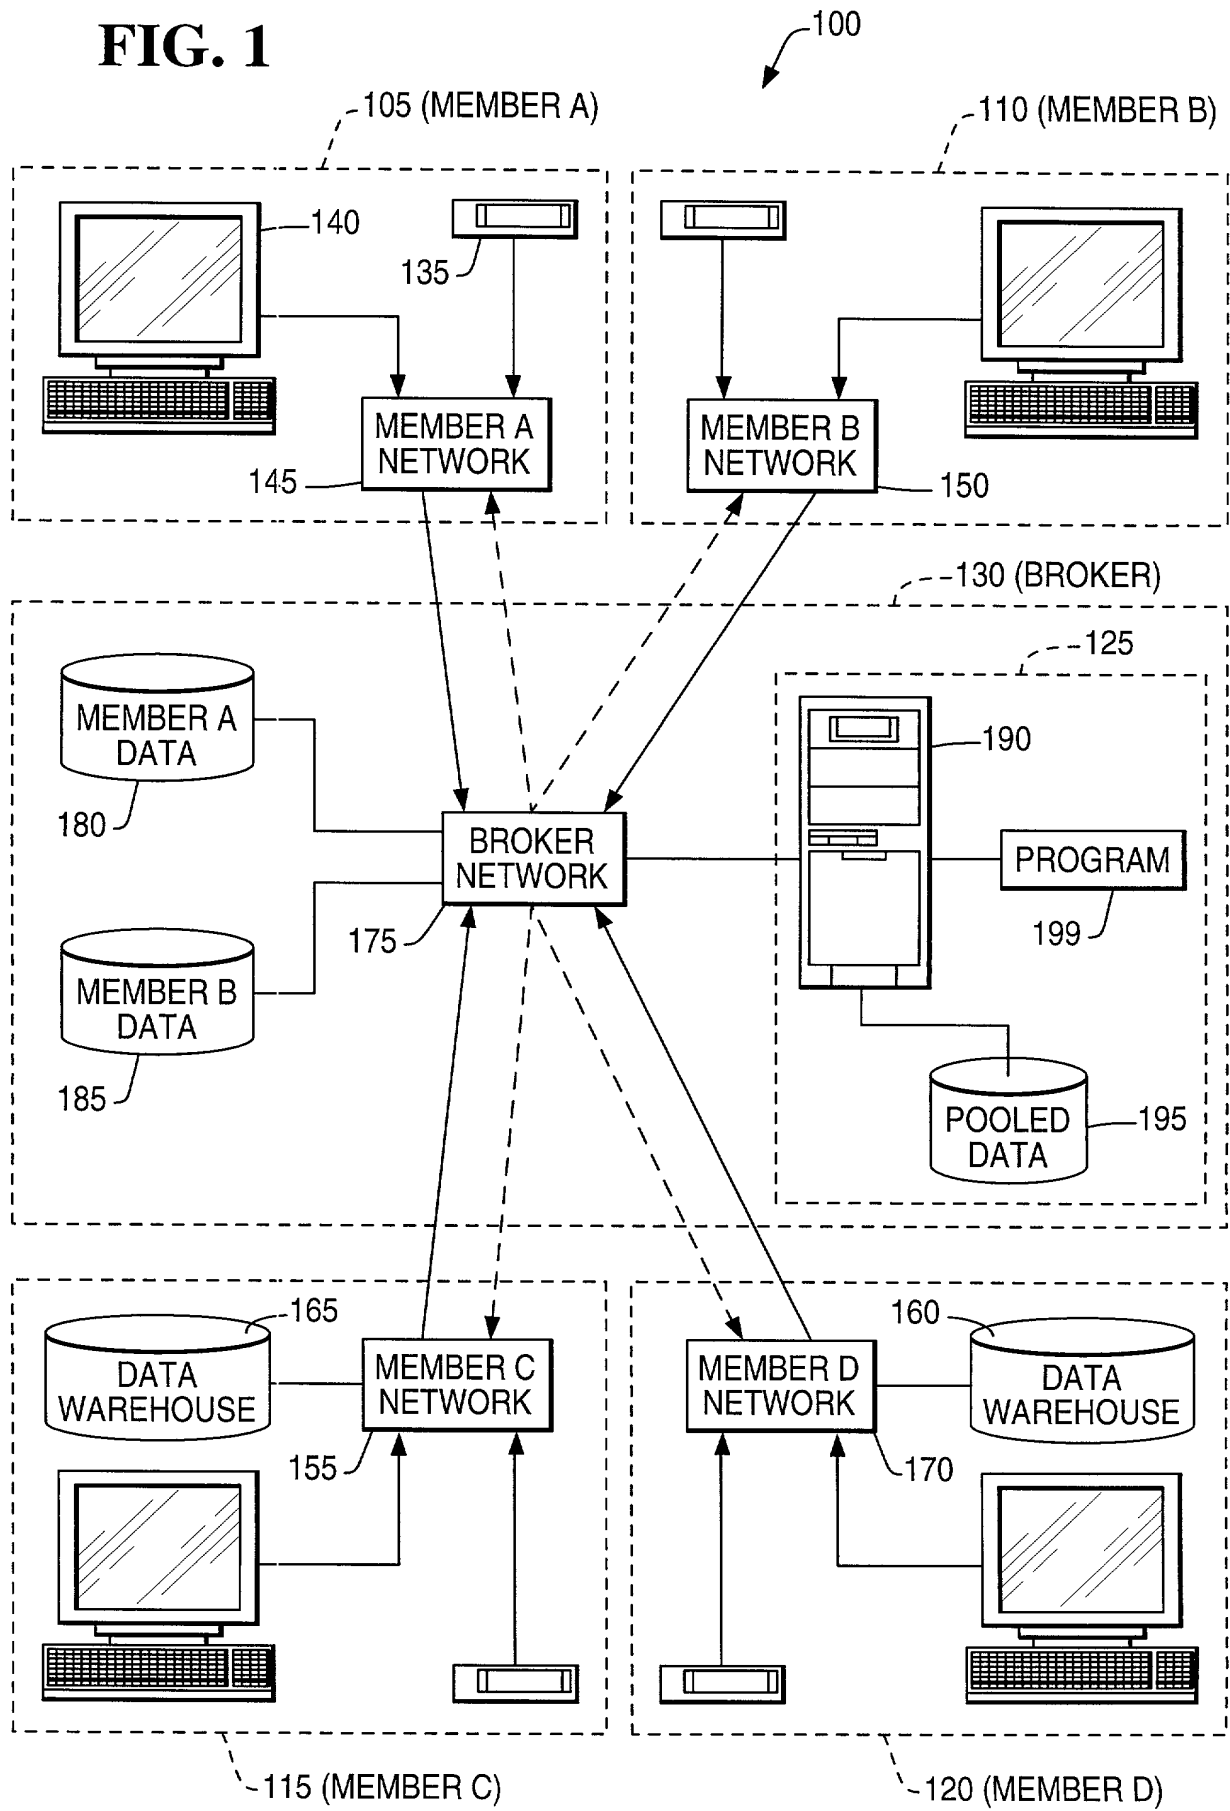 FIG. 1
100
105 (MEMBER A)
110 (MEMBER B)
140
135
MEMBER A
NETWORK
145
MEMBER B
NETWORK
150
130 (BROKER)
125
MEMBER A
DATA
180
190
BROKER
NETWORK
175
PROGRAM
199
MEMBER B
DATA
185
POOLED
DATA
195
165
DATA
WAREHOUSE
MEMBER C
NETWORK
155
MEMBER D
NETWORK
170
160
DATA
WAREHOUSE
115 (MEMBER C)
120 (MEMBER D)